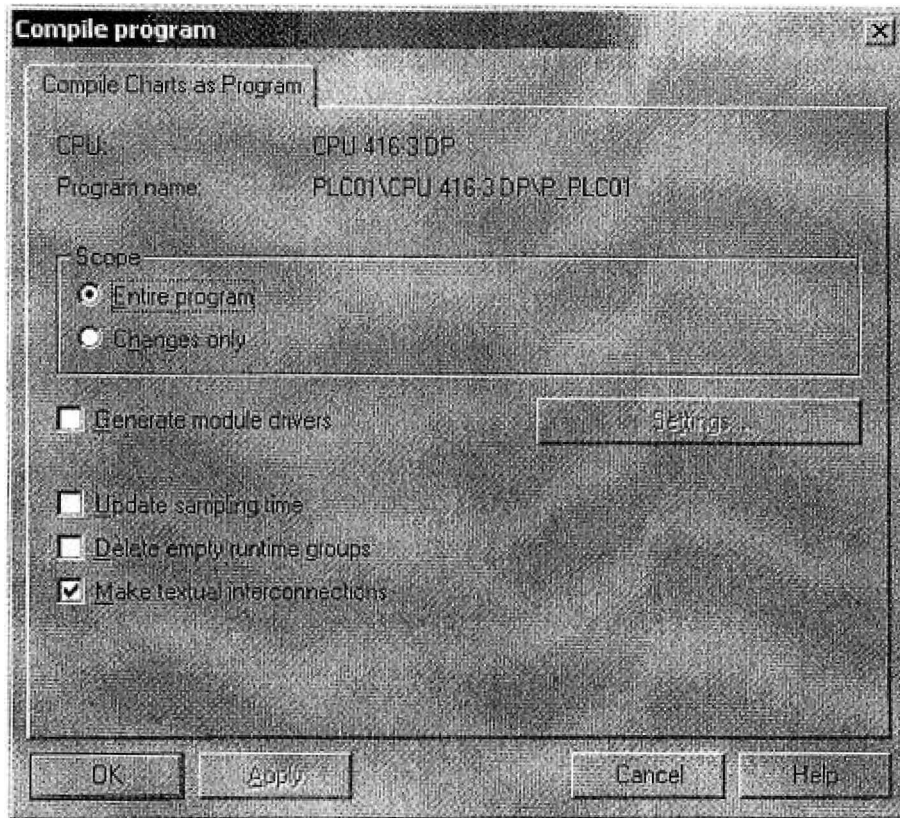 Compile program
Compile Charts as Program
CPU: CPU 416-3 DP
Program name: PLC01\CPU 416-3 DP\P_PLC01
Scope
Entire program
Changes only
Generate module drivers Settings...
Update sampling time
Delete empty runtime groups
Make textual interconnections
OK Apply Cancel Help